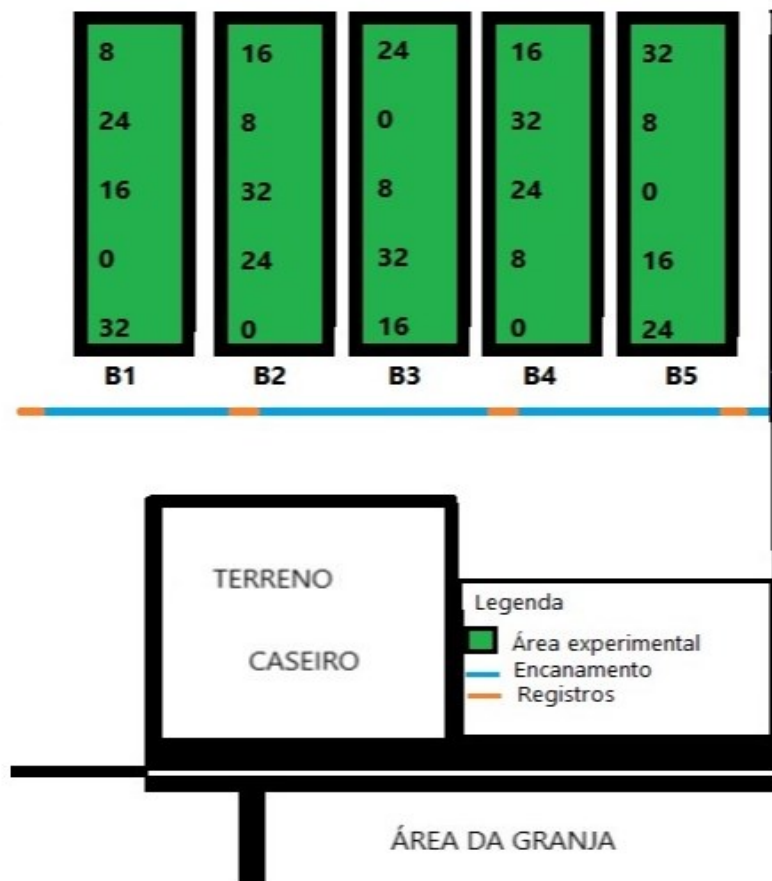 8 16 24 16 32
24 8 0 32 8
16 32 8 24 0
0 24 32 8 16
32 0 16 0 24
B1 B2 B3 B4 B5
TERRENO
CASEIRO
Legenda
Área experimental
Encanamento
Registros
ÁREA DA GRANJA